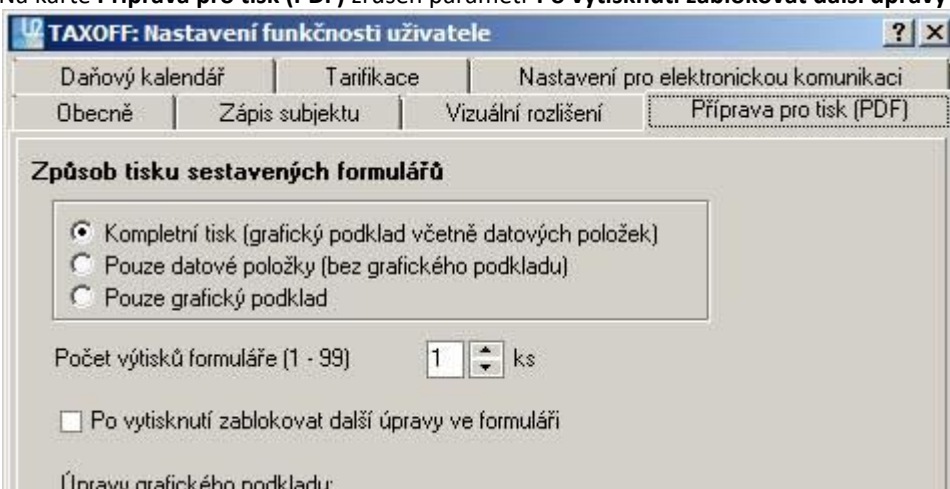 Na kartě Příprava pro tisk (PDF) zrušen parametr Po vytisknutí zablokovat další úpravy
TAXOFF: Nastavení funkčnosti uživatele
Daňový kalendář Tarifikace Nastavení pro elektronickou komunikaci
Obecně Zápis subjektu Vizuální rozlišení Příprava pro tisk (PDF)
Způsob tisku sestavených formulářů
Kompletní tisk (grafický podklad včetně datových položek)
Pouze datové položky (bez grafického podkladu)
Pouze grafický podklad
Počet výtisků formuláře (1 - 99) 1 ks
Po vytisknutí zablokovat další úpravy ve formuláři
Úpravy grafického podkladu: